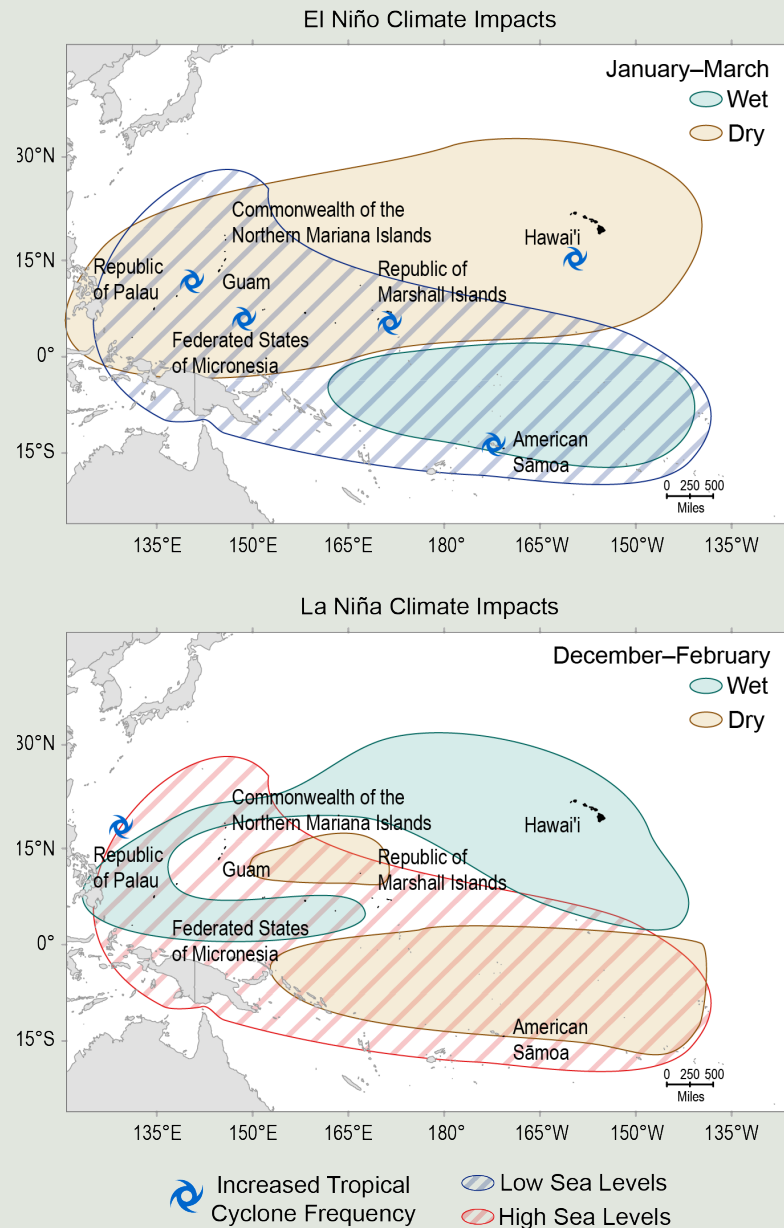 El Niño Climate Impacts
January–March
Wet
Dry
30°N
15°N
0°
15°S
Commonwealth of the
Northern Mariana Islands
Hawai'i
Republic
of Palau
Guam
Republic of
Marshall Islands
Federated States
of Micronesia
American
Sāmoa
0 250 500
Miles
135°E 150°E 165°E 180° 165°W 150°W 135°W
La Niña Climate Impacts
December–February
Wet
Dry
30°N
15°N
0°
15°S
Commonwealth of the
Northern Mariana Islands
Hawai'i
Republic
of Palau
Guam
Republic of
Marshall Islands
Federated States
of Micronesia
American
Sāmoa
0 250 500
Miles
135°E 150°E 165°E 180° 165°W 150°W 135°W
Increased Tropical
Cyclone Frequency
Low Sea Levels
High Sea Levels